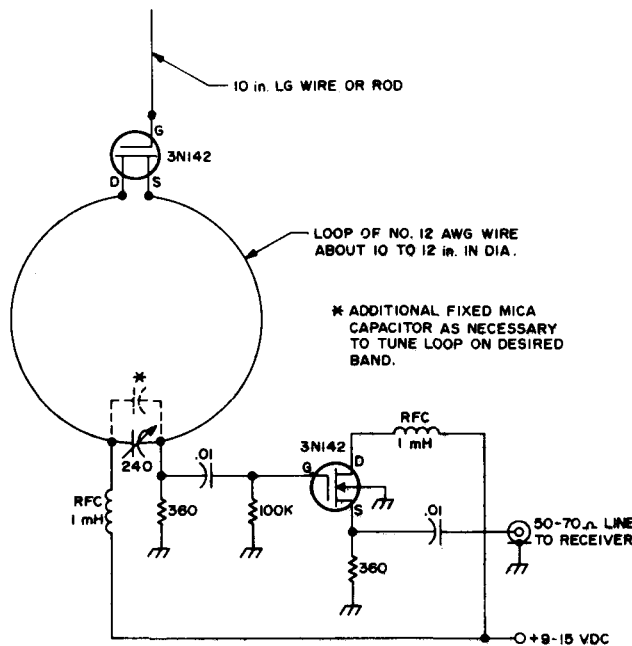 10 in. LG WIRE OR ROD
G
3N142
D S
LOOP OF NO. 12 AWG WIRE
ABOUT 10 TO 12 in. IN DIA.
* ADDITIONAL FIXED MICA
CAPACITOR AS NECESSARY
TO TUNE LOOP ON DESIRED
BAND.
*
240
RFC
1 mH
360
.01
100K
3N142
G
D
S
RFC
1 mH
.01
360
50-70Ω LINE
TO RECEIVER
+9-15 VDC